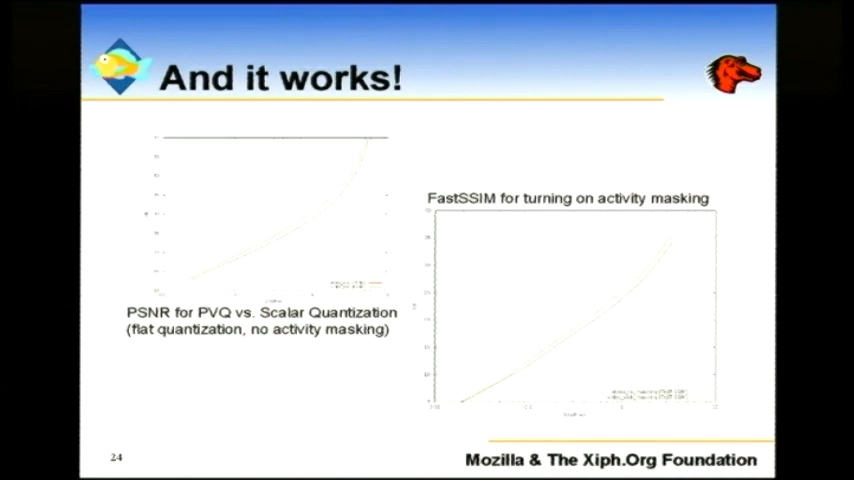 And it works!
FastSSIM for turning on activity masking
PSNR for PVQ vs. Scalar Quantization
(flat quantization, no activity masking)
24
Mozilla & The Xiph.Org Foundation